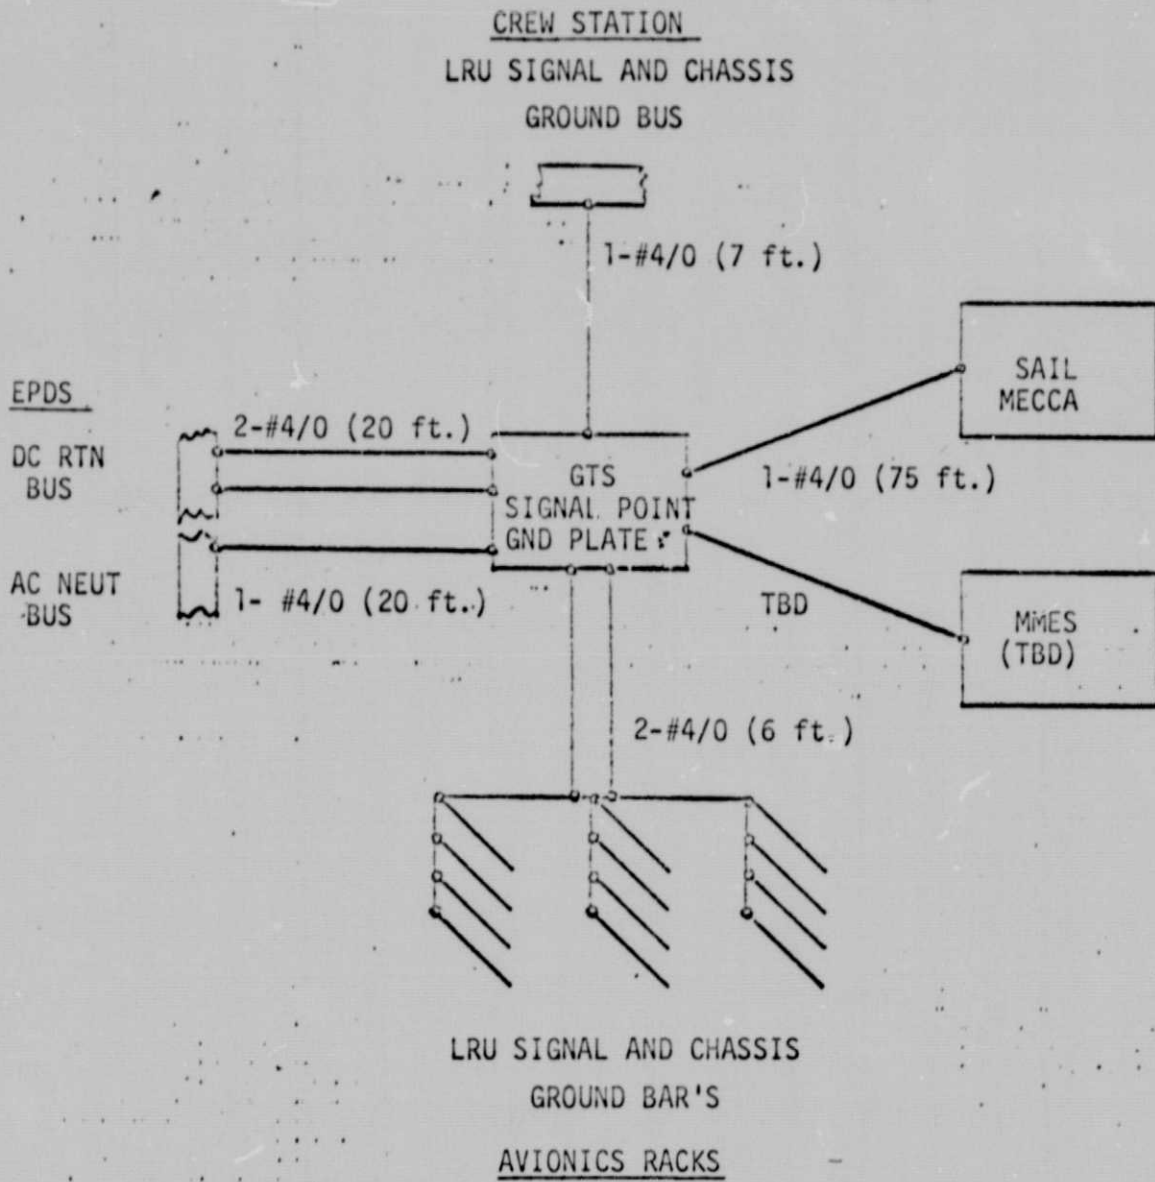 CREW STATION
LRU SIGNAL AND CHASSIS
GROUND BUS
1-#4/0 (7 ft.)
SAIL
MECCA
EPDS
2-#4/0 (20 ft.)
DC RTN
BUS
GTS
SIGNAL POINT
GND PLATE
1-#4/0 (75 ft.)
AC NEUT
BUS
1- #4/0 (20 ft.)
TBD
MMES
(TBD)
2-#4/0 (6 ft.)
LRU SIGNAL AND CHASSIS
GROUND BAR'S
AVIONICS RACKS